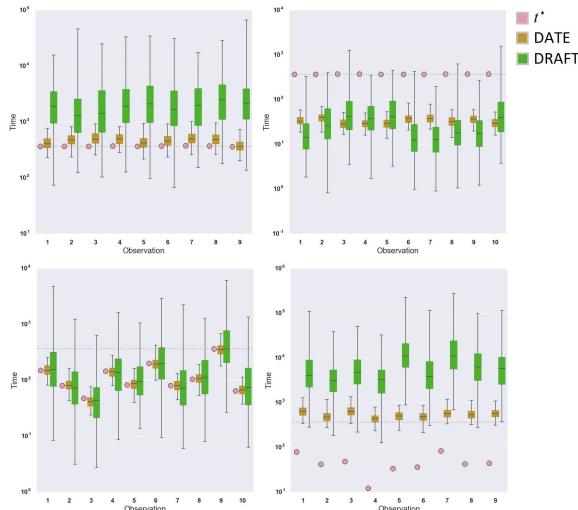 t*
DATE
DRAFT
10⁵
10⁴
10³
10²
10¹
Time
1 2 3 4 5 6 7 8 9
Observation
10⁴
10³
10²
10¹
10⁰
10⁻¹
Time
1 2 3 4 5 6 7 8 9 10
Observation
10⁴
10³
10²
10¹
10⁰
Time
1 2 3 4 5 6 7 8 9 10
Observation
10⁶
10⁵
10⁴
10³
10²
10¹
Time
1 2 3 4 5 6 7 8 9
Observation